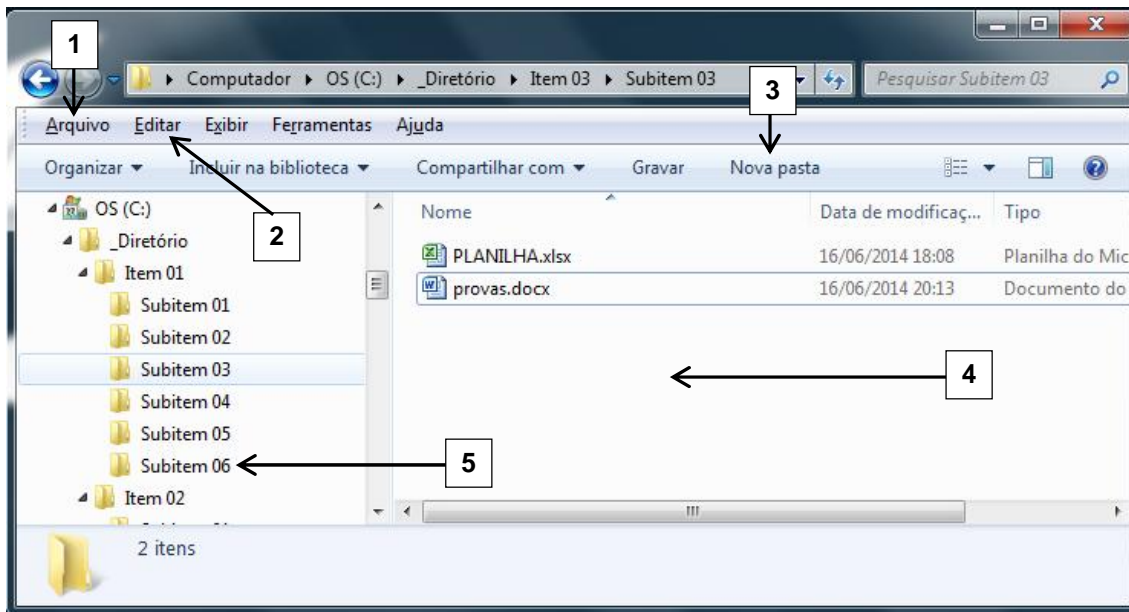 1
Computador OS (C:) _Diretório Item 03 Subitem 03 Pesquisar Subitem 03
3
Arquivo Editar Exibir Ferramentas Ajuda
Organizar Incluir na biblioteca Compartilhar com Gravar Nova pasta
OS (C:)
_Diretório
2
Item 01
Subitem 01
Subitem 02
Subitem 03
Subitem 04
Subitem 05
Subitem 06
Item 02
Nome Data de modificaç... Tipo
PLANILHA.xlsx 16/06/2014 18:08 Planilha do Mic
provas.docx 16/06/2014 20:13 Documento do
4
5
2 itens